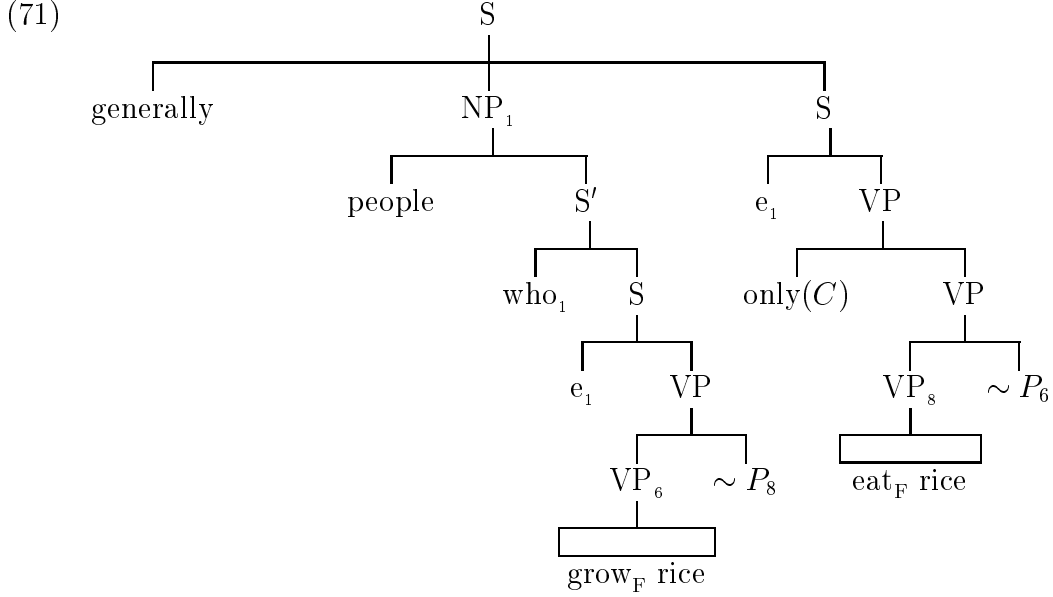 (71) S
generally NP₁ S
people S′ e₁ VP
who₁ S only(C) VP
e₁ VP VP₈ ∼ P₆
VP₆ ∼ P₈ eat_F rice
grow_F rice